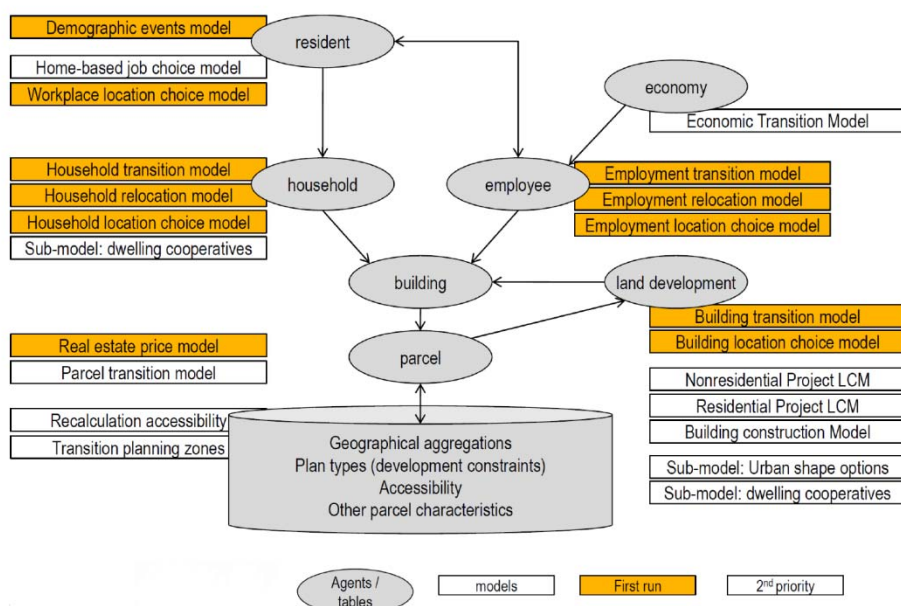 Demographic events model
resident
Home-based job choice model
Workplace location choice model
economy
Economic Transition Model
Household transition model
Household relocation model
Household location choice model
Sub-model: dwelling cooperatives
household
employee
Employment transition model
Employment relocation model
Employment location choice model
building
land development
Building transition model
Building location choice model
Real estate price model
Parcel transition model
parcel
Nonresidential Project LCM
Residential Project LCM
Building construction Model
Recalculation accessibility
Transition planning zones
Geographical aggregations
Plan types (development constraints)
Accessibility
Other parcel characteristics
Sub-model: Urban shape options
Sub-model: dwelling cooperatives
Agents /
tables
models
First run
2nd priority